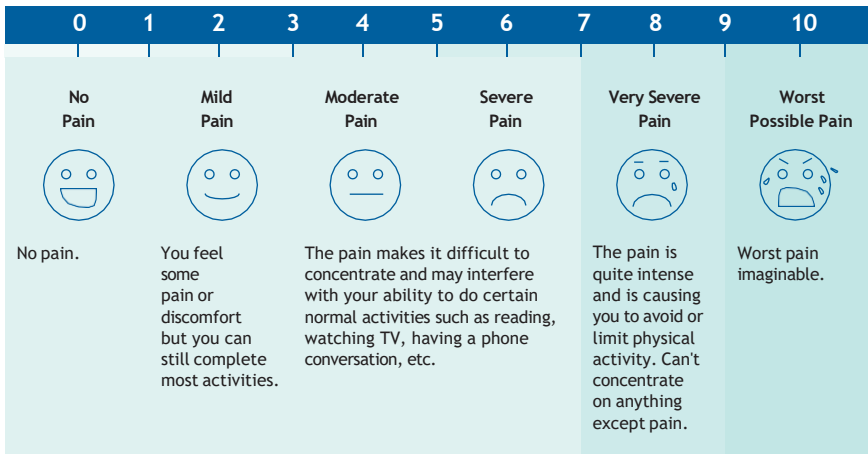 0 1 2 3 4 5 6 7 8 9 10
No
Pain
Mild
Pain
Moderate
Pain
Severe
Pain
Very Severe
Pain
Worst
Possible Pain
No pain.
You feel
some
pain or
discomfort
but you can
still complete
most activities.
The pain makes it difficult to
concentrate and may interfere
with your ability to do certain
normal activities such as reading,
watching TV, having a phone
conversation, etc.
The pain is
quite intense
and is causing
you to avoid or
limit physical
activity. Can't
concentrate
on anything
except pain.
Worst pain
imaginable.